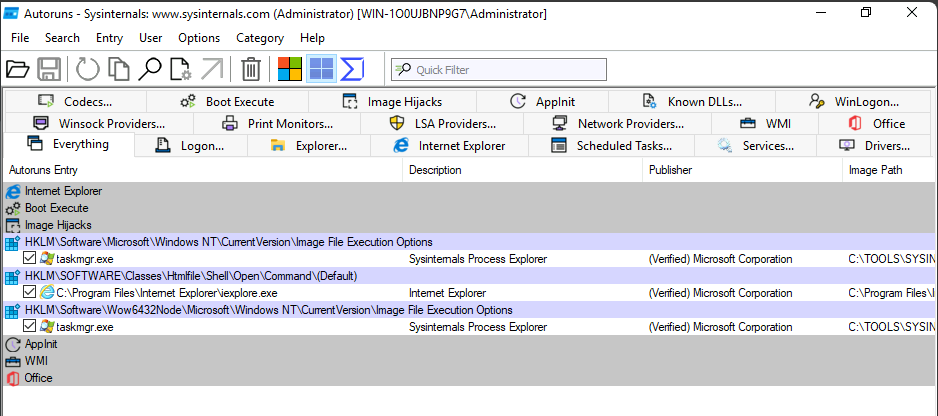 Autoruns - Sysinternals: www.sysinternals.com (Administrator) [WIN-1O0UJBNP9G7\Administrator]
File Search Entry User Options Category Help
Quick Filter
Codecs... Boot Execute Image Hijacks AppInit Known DLLs... WinLogon...
Winsock Providers... Print Monitors... LSA Providers... Network Providers... WMI Office
Everything Logon... Explorer... Internet Explorer Scheduled Tasks... Services... Drivers...
Autoruns Entry Description Publisher Image Path
Internet Explorer
Boot Execute
Image Hijacks
HKLM\Software\Microsoft\Windows NT\CurrentVersion\Image File Execution Options
taskmgr.exe Sysinternals Process Explorer (Verified) Microsoft Corporation C:\TOOLS\SYSIN
HKLM\SOFTWARE\Classes\Htmlfile\Shell\Open\Command\(Default)
C:\Program Files\Internet Explorer\iexplore.exe Internet Explorer (Verified) Microsoft Corporation C:\Program Files\I
HKLM\Software\Wow6432Node\Microsoft\Windows NT\CurrentVersion\Image File Execution Options
taskmgr.exe Sysinternals Process Explorer (Verified) Microsoft Corporation C:\TOOLS\SYSIN
AppInit
WMI
Office